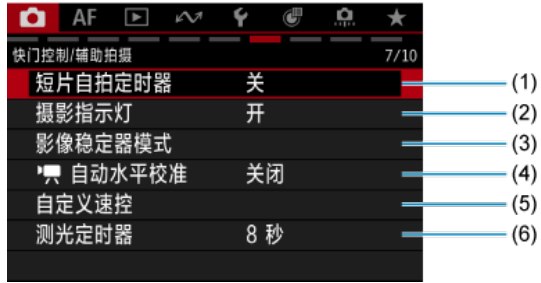 AF
快门控制/辅助拍摄 7/10
短片自拍定时器 关 (1)
摄影指示灯 开 (2)
影像稳定器模式 (3)
自动水平校准 关闭 (4)
自定义速控 (5)
测光定时器 8 秒 (6)